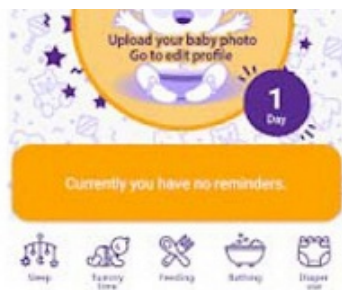 Upload your baby photo
Go to edit profile
1
Day
Currently you have no reminders.
Sleep
Tummy
time
Feeding
Bathing
Diaper